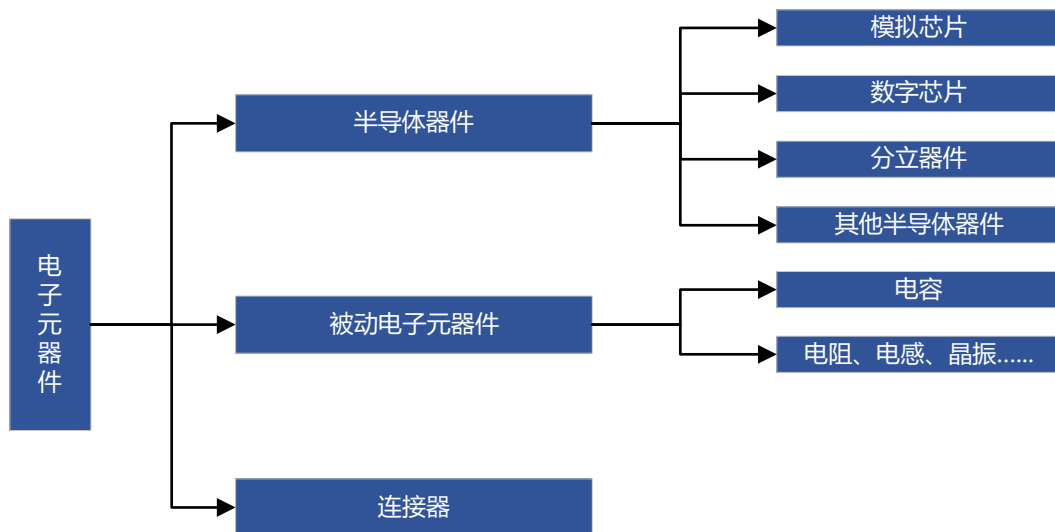 电子元器件
半导体器件
模拟芯片
数字芯片
分立器件
其他半导体器件
被动电子元器件
电容
电阻、电感、晶振......
连接器